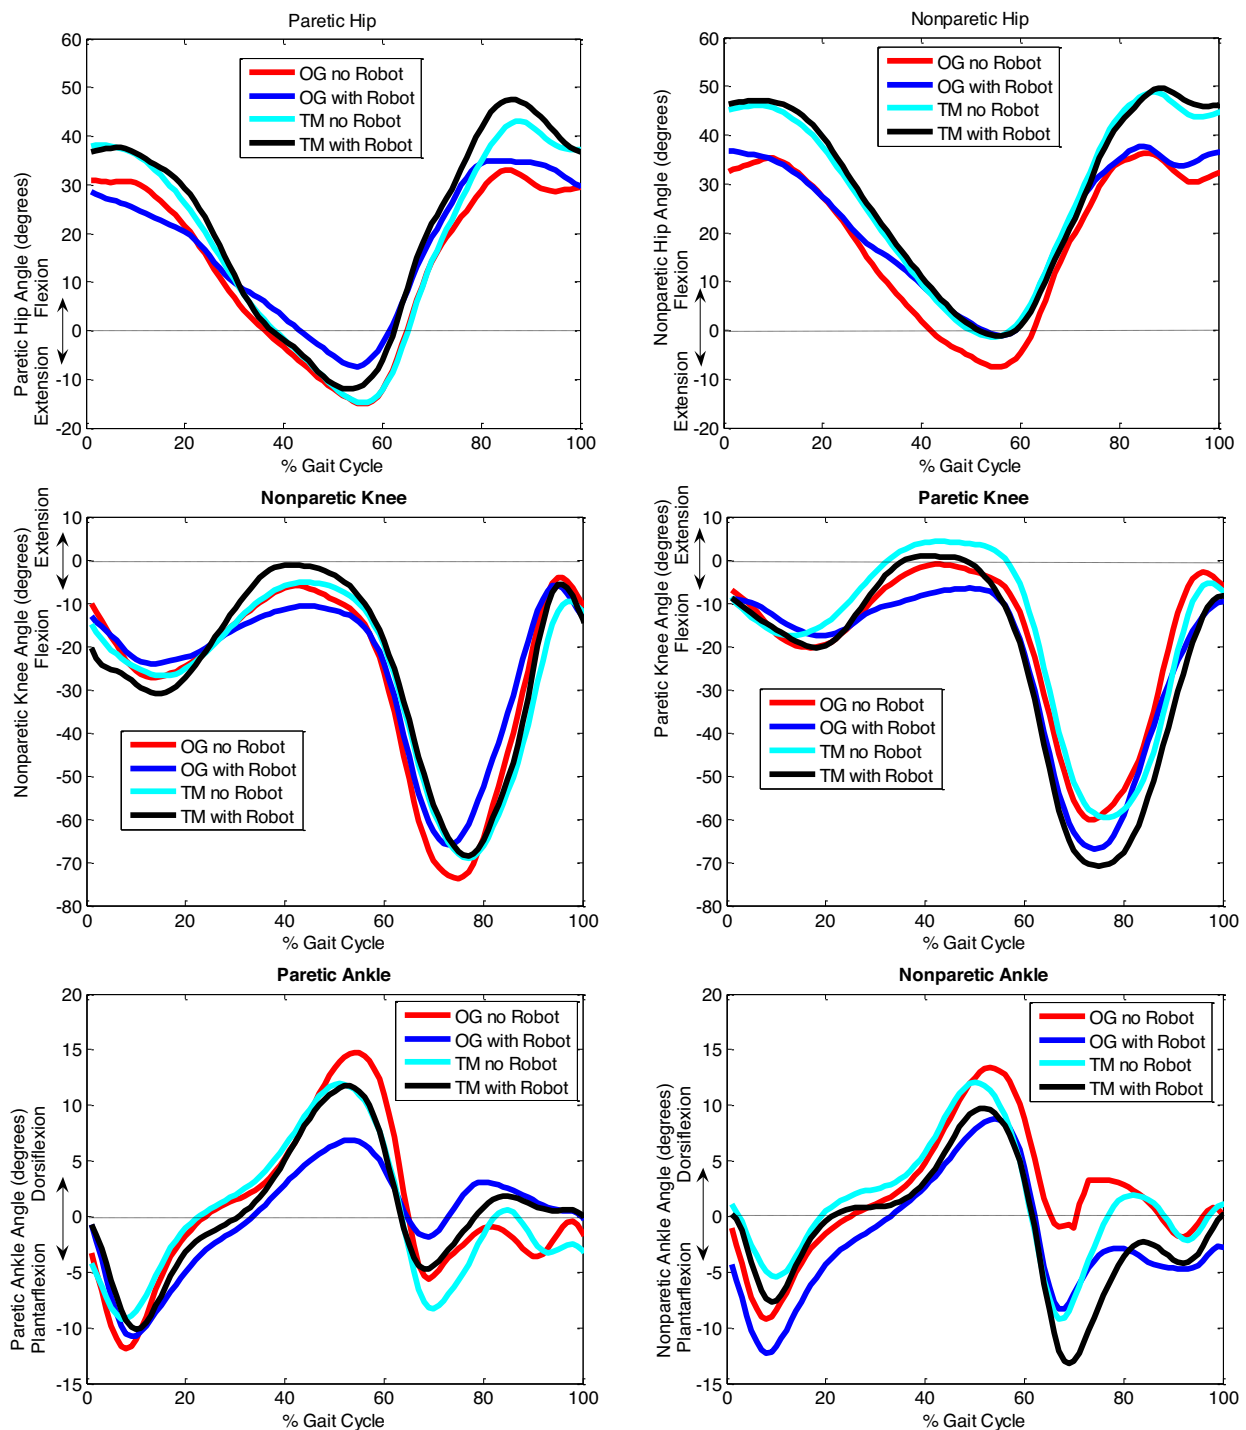 Paretic Hip
60
50
40
30
20
10
0
-10
-20
0 20 40 60 80 100
% Gait Cycle
Paretic Hip Angle (degrees)
Extension Flexion
OG no Robot
OG with Robot
TM no Robot
TM with Robot
Nonparetic Hip
60
50
40
30
20
10
0
-10
-20
0 20 40 60 80 100
% Gait Cycle
Nonparetic Hip Angle (degrees)
Extension Flexion
OG no Robot
OG with Robot
TM no Robot
TM with Robot
Nonparetic Knee
10
0
-10
-20
-30
-40
-50
-60
-70
-80
0 20 40 60 80 100
% Gait Cycle
Nonparetic Knee Angle (degrees)
Flexion Extension
OG no Robot
OG with Robot
TM no Robot
TM with Robot
Paretic Knee
10
0
-10
-20
-30
-40
-50
-60
-70
-80
0 20 40 60 80 100
% Gait Cycle
Paretic Knee Angle (degrees)
Flexion Extension
OG no Robot
OG with Robot
TM no Robot
TM with Robot
Paretic Ankle
20
15
10
5
0
-5
-10
-15
0 20 40 60 80 100
% Gait Cycle
Paretic Ankle Angle (degrees)
Plantarflexion Dorsiflexion
OG no Robot
OG with Robot
TM no Robot
TM with Robot
Nonparetic Ankle
20
15
10
5
0
-5
-10
-15
0 20 40 60 80 100
% Gait Cycle
Nonparetic Ankle Angle (degrees)
Plantarflexion Dorsiflexion
OG no Robot
OG with Robot
TM no Robot
TM with Robot